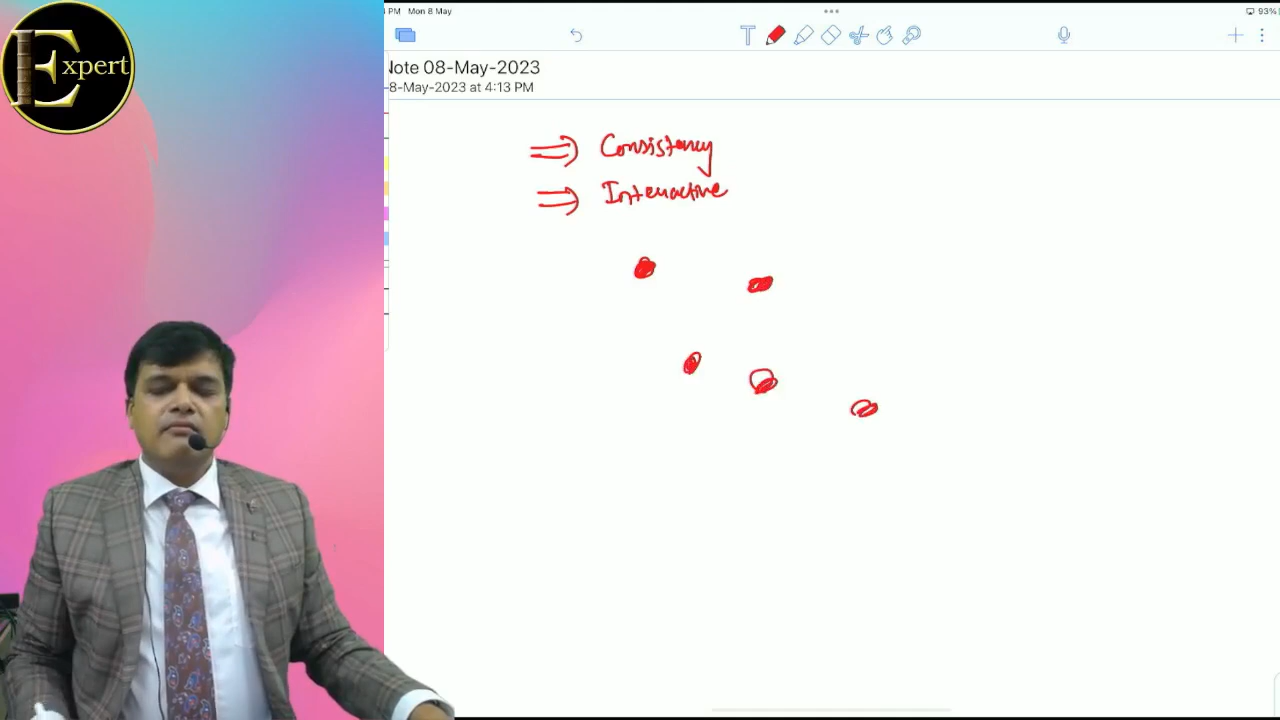 Expert
PM Mon 8 May
93%
Note 08-May-2023
8-May-2023 at 4:13 PM
⇒ Consistency
⇒ Interactive